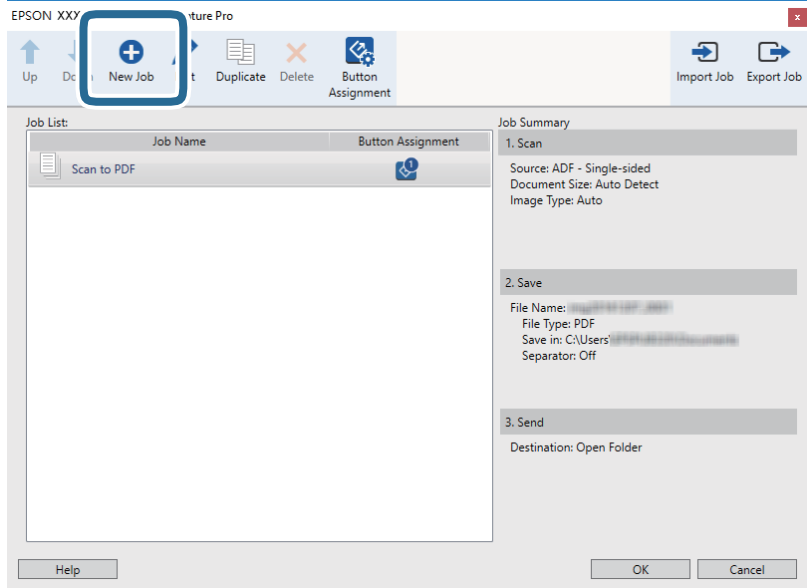 EPSON XXX ture Pro
Up
New Job
Duplicate
Delete
Button
Assignment
Import Job
Export Job
Job List:
Job Name
Button Assignment
Scan to PDF
1
Job Summary
1. Scan
Source: ADF - Single-sided
Document Size: Auto Detect
Image Type: Auto
2. Save
File Name:
File Type: PDF
Save in: C:\Users\
Separator: Off
3. Send
Destination: Open Folder
Help
OK
Cancel